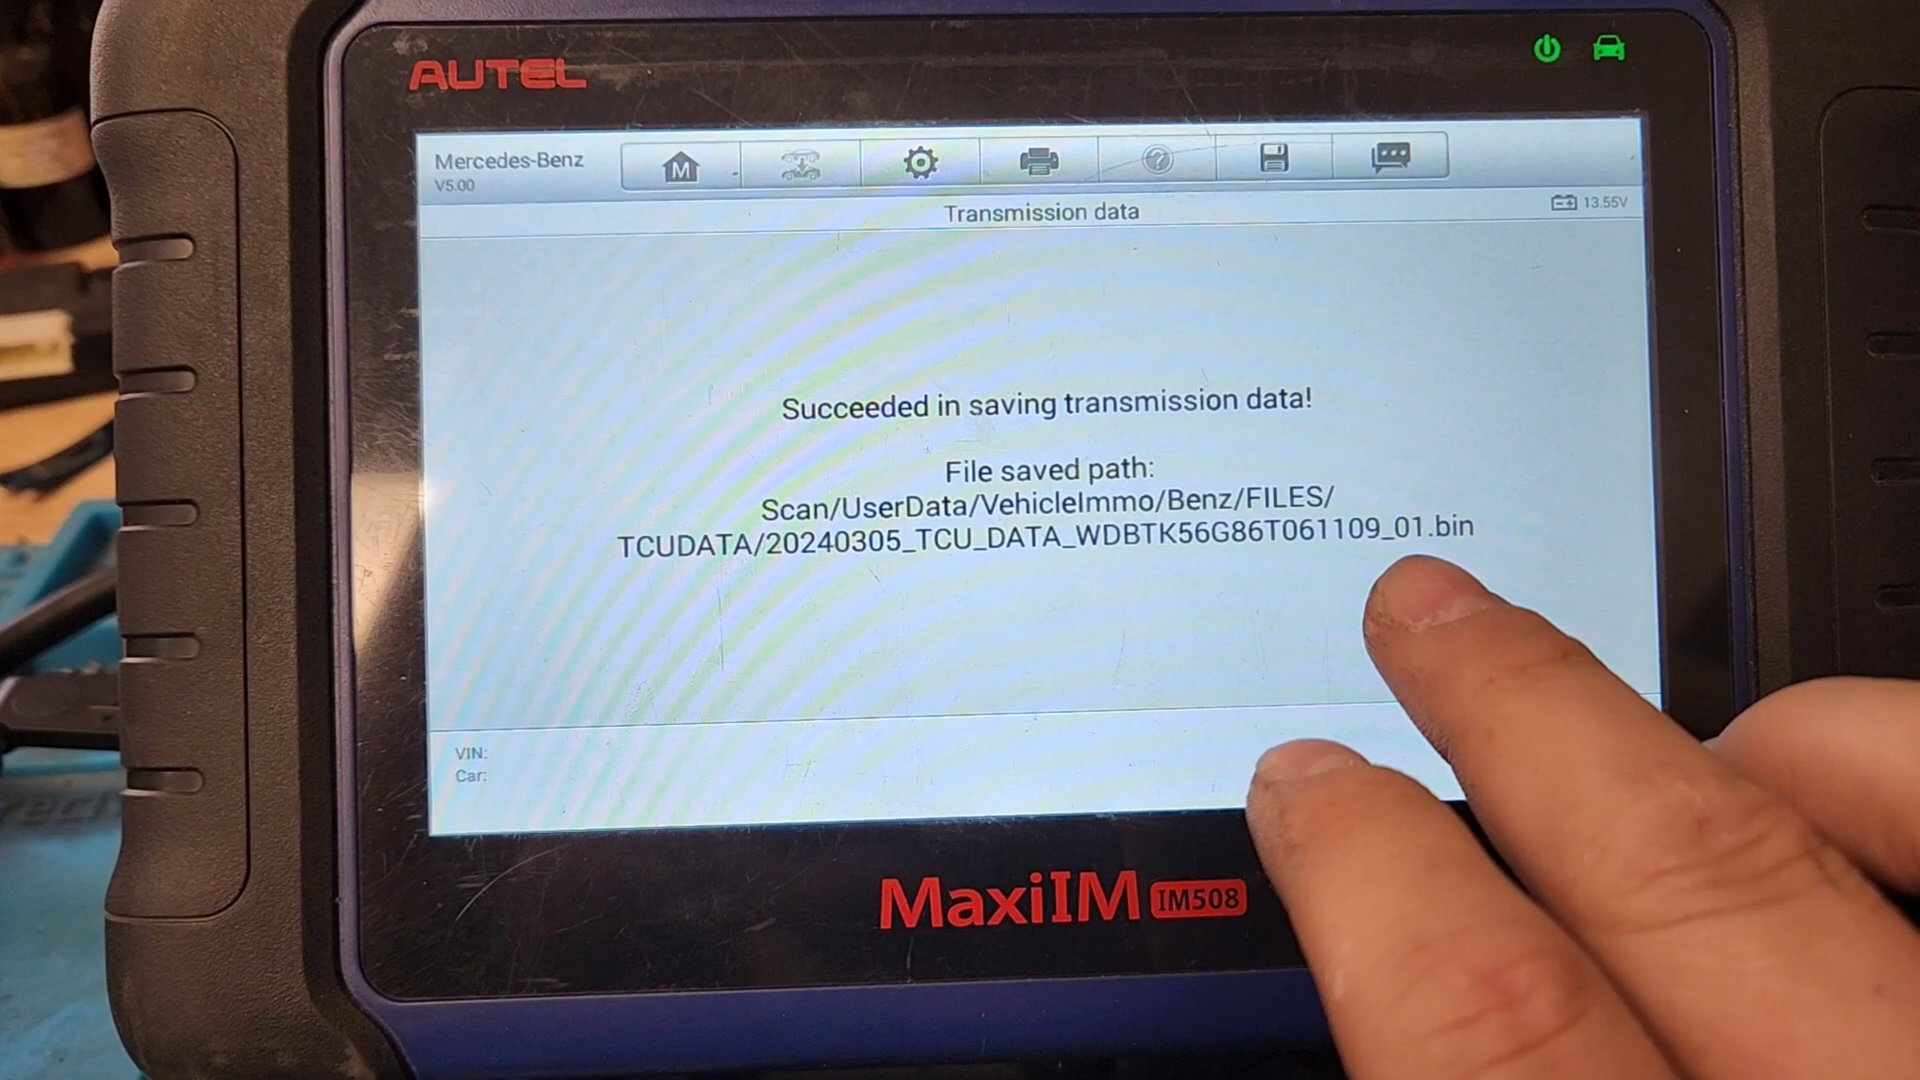 AUTEL
Mercedes-Benz
V5.00
M
Transmission data
13.55V
Succeeded in saving transmission data!
File saved path:
Scan/UserData/VehicleImmo/Benz/FILES/
TCUDATA/20240305_TCU_DATA_WDBTK56G86T061109_01.bin
VIN:
Car:
MaxiIM IM508